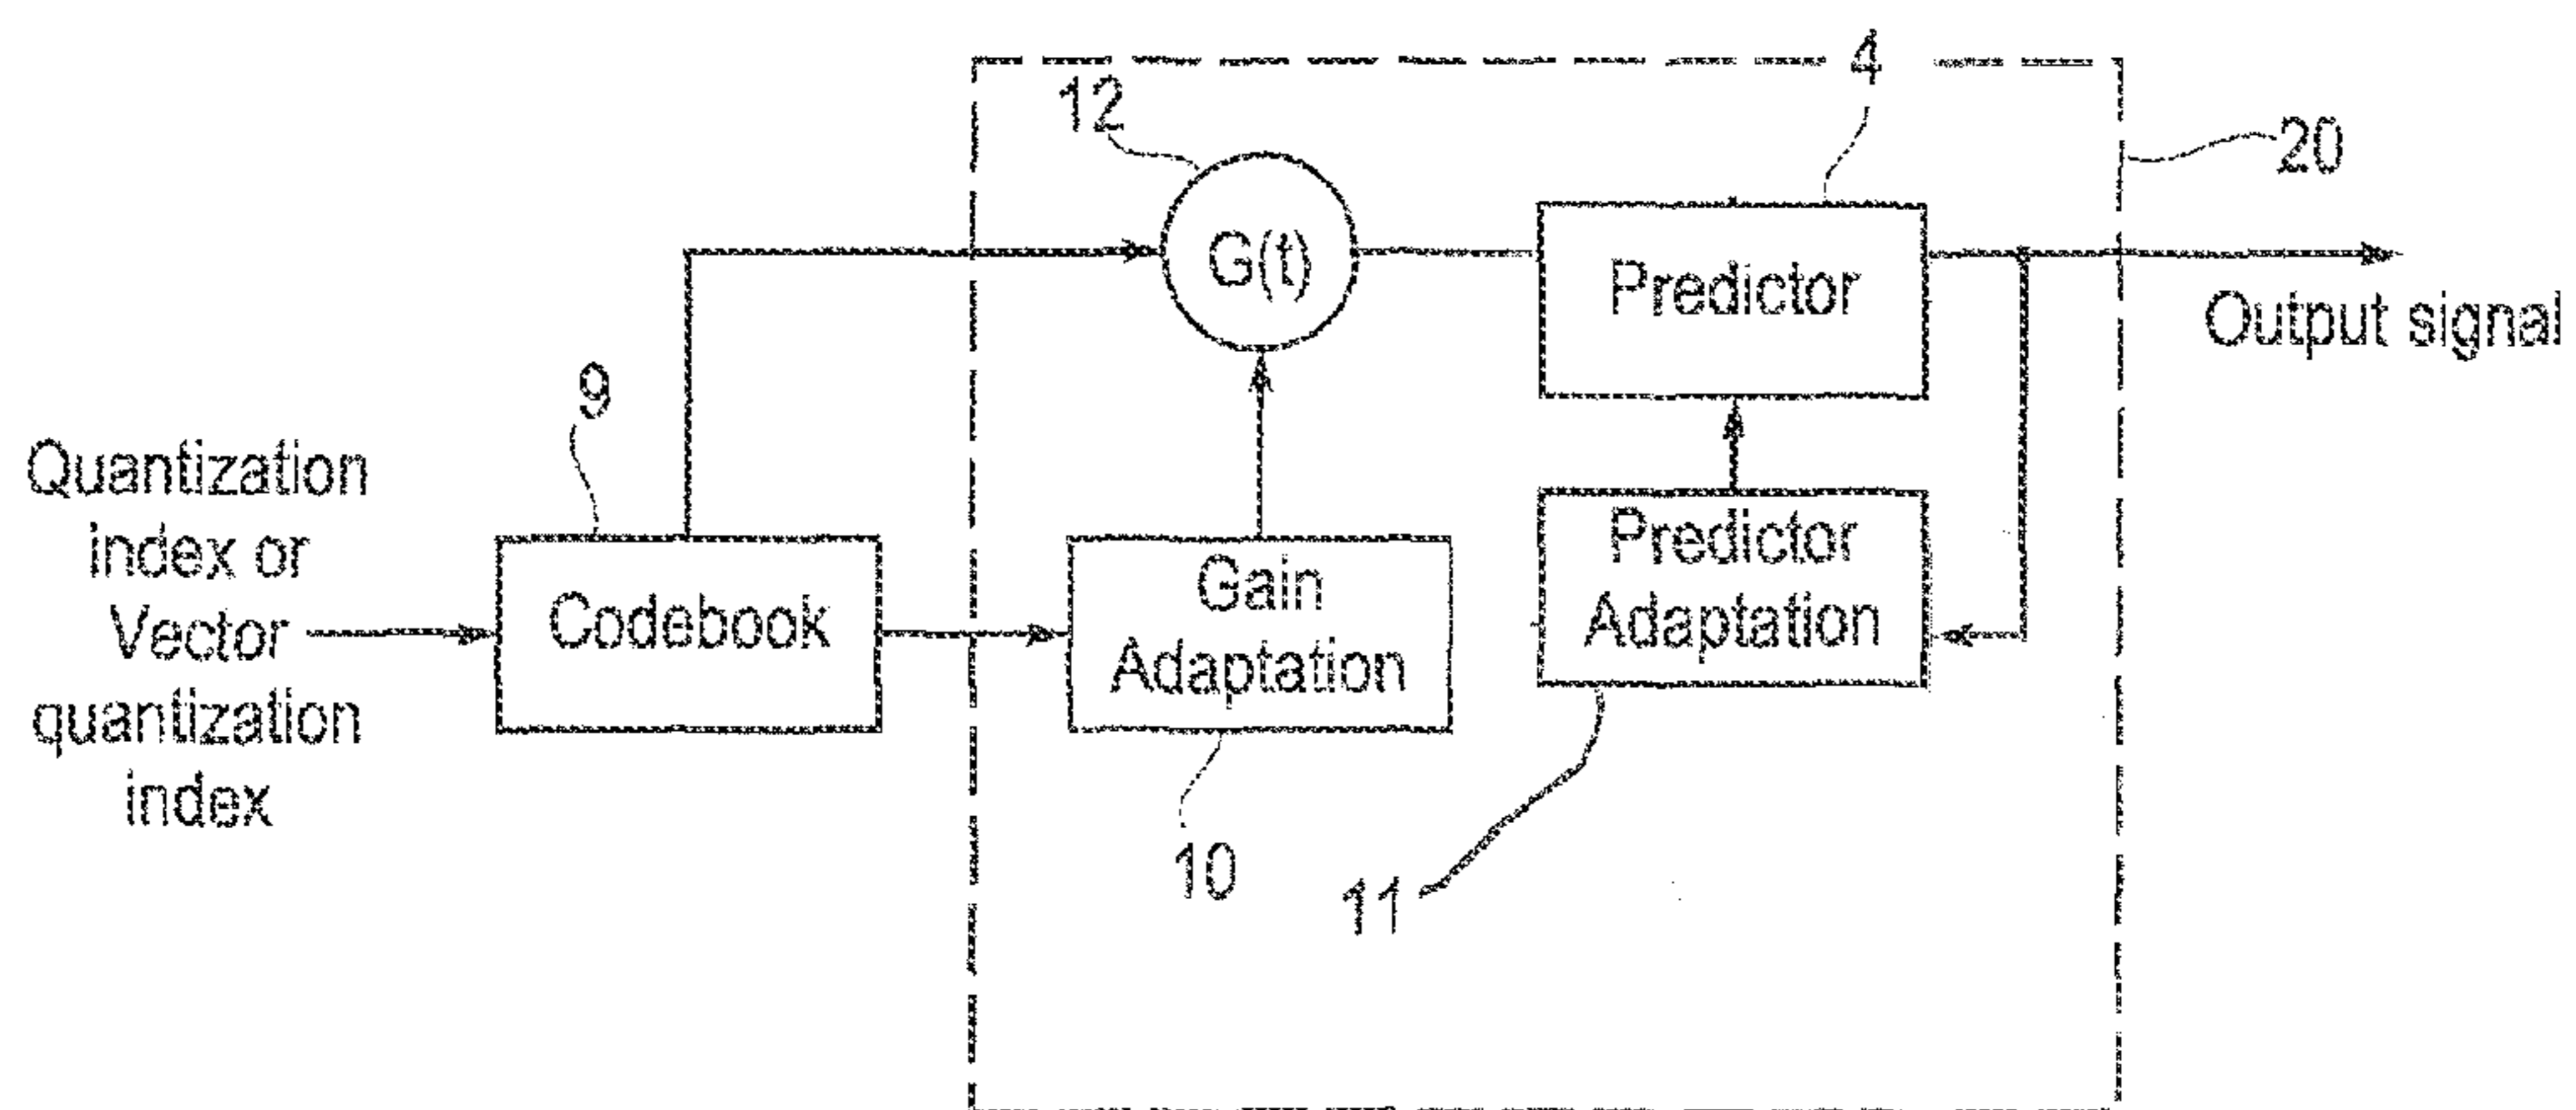 4
12
20
G(t)
Predictor
Output signal
9
Quantization
index or
Vector
quantization
index
Codebook
Gain
Adaptation
Predictor
Adaptation
10
11